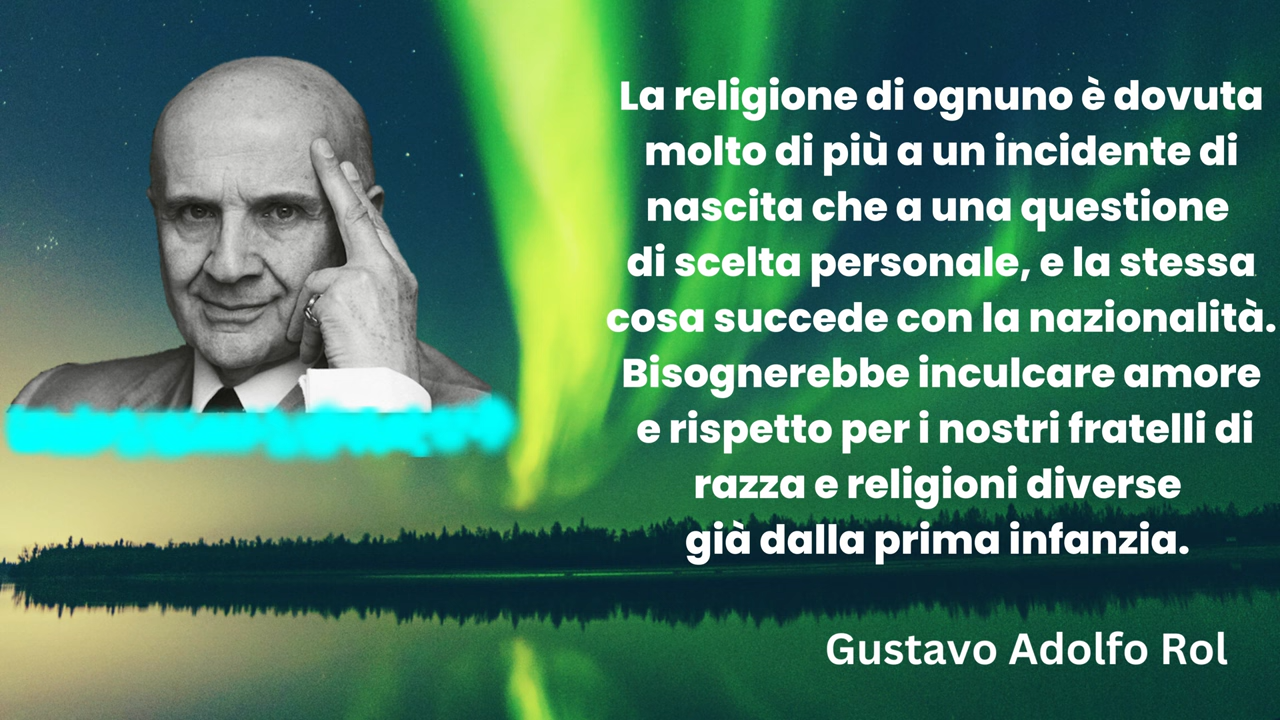 La religione di ognuno è dovuta
molto di più a un incidente di
nascita che a una questione
di scelta personale, e la stessa
cosa succede con la nazionalità.
Bisognerebbe inculcare amore
e rispetto per i nostri fratelli di
razza e religioni diverse
già dalla prima infanzia.
Gustavo Adolfo Rol